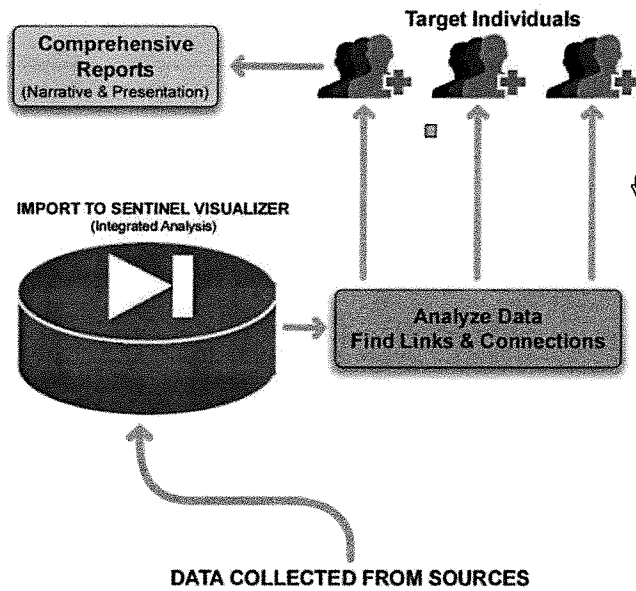 Target Individuals
Comprehensive
Reports
(Narrative & Presentation)
IMPORT TO SENTINEL VISUALIZER
(Integrated Analysis)
Analyze Data
Find Links & Connections
DATA COLLECTED FROM SOURCES